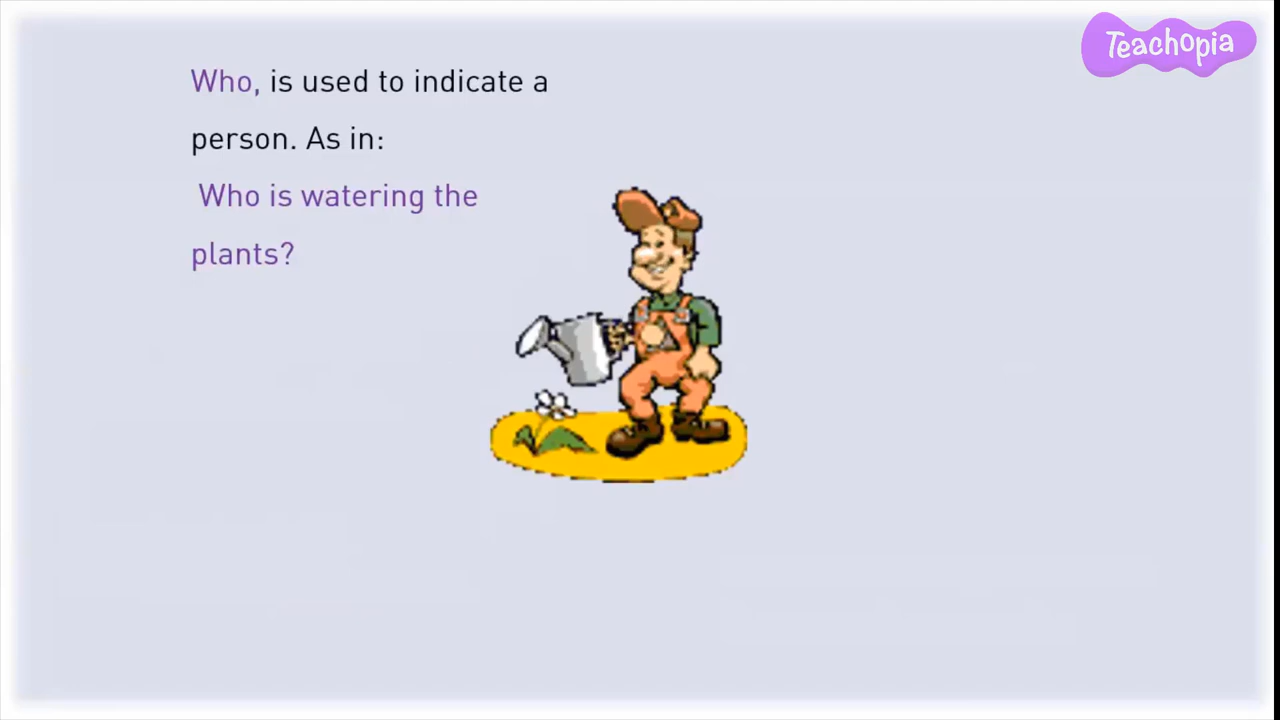 Teachopia
Who, is used to indicate a
person. As in:
Who is watering the
plants?